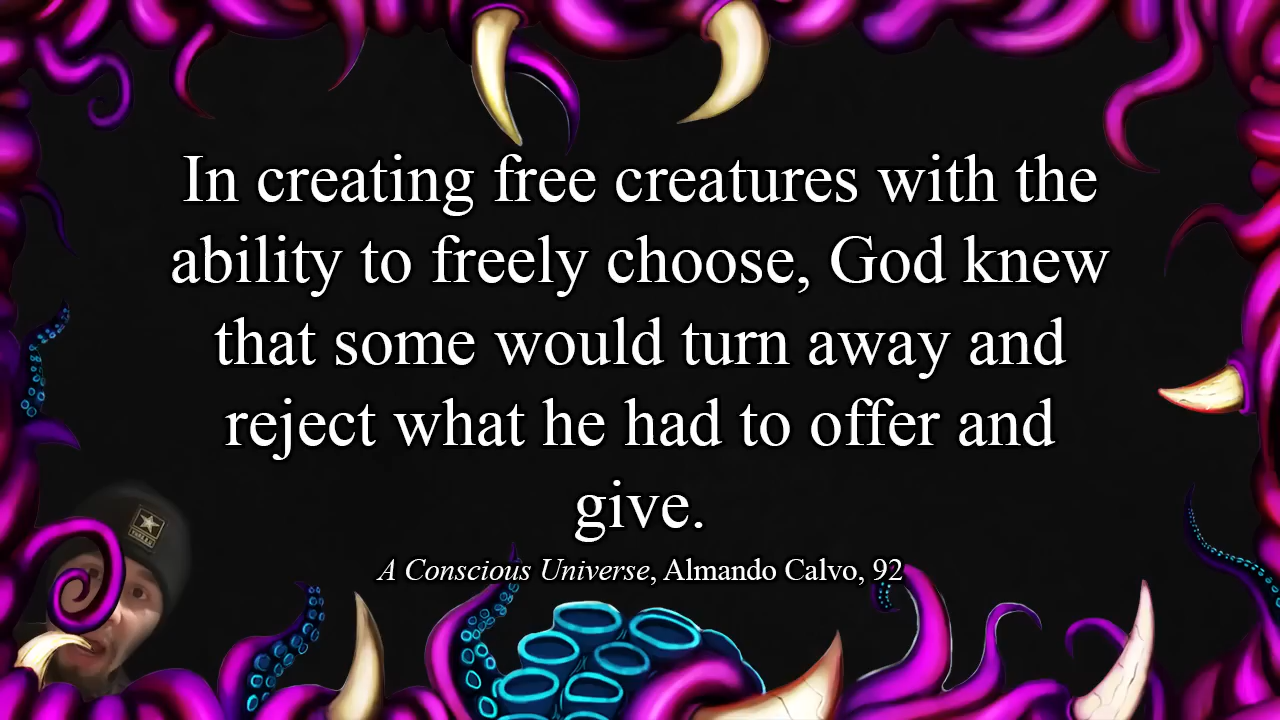 In creating free creatures with the
ability to freely choose, God knew
that some would turn away and
reject what he had to offer and
give.
A Conscious Universe, Almando Calvo, 92